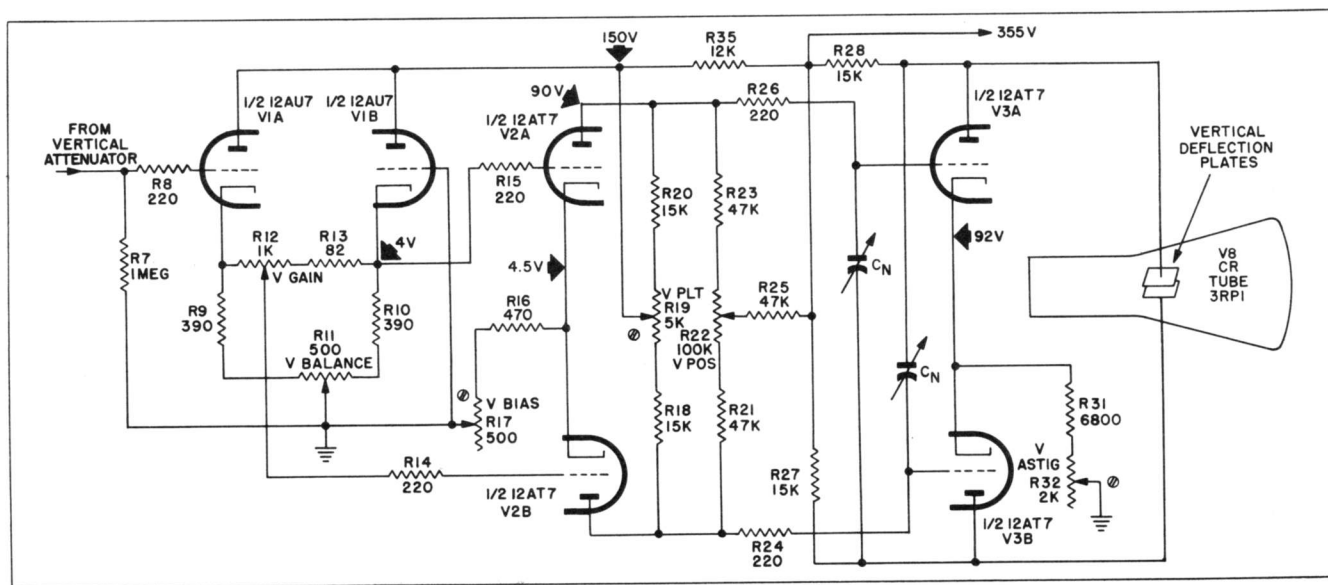 150V
R35
12K
355V
R28
15K
1/2 12AU7
V1A
1/2 12AU7
V1B
90V
R26
220
1/2 12AT7
V3A
FROM
VERTICAL
ATTENUATOR
1/2 12AT7
V2A
VERTICAL
DEFLECTION
PLATES
R8
220
R15
220
R20
15K
R23
47K
R12
1K
R13
82
4V
92V
R7
1MEG
V GAIN
4.5V
CN
V8
CR
TUBE
3RP1
R9
390
R10
390
R16
470
V PLT
R19
5K
R25
47K
R22
100K
V POS
R11
500
V BALANCE
CN
V BIAS
R17
500
R18
15K
R21
47K
R31
6800
R14
220
R27
15K
V
ASTIG
R32
2K
1/2 12AT7
V2B
R24
220
1/2 12AT7
V3B